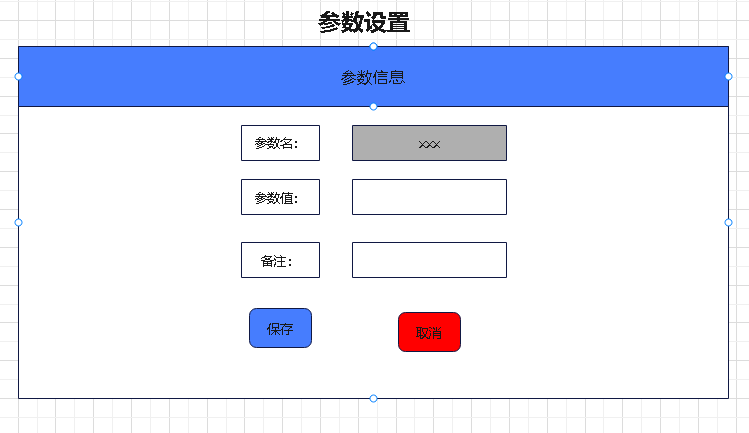 参数设置
参数信息
参数名： xxx
参数值：
备注：
保存 取消